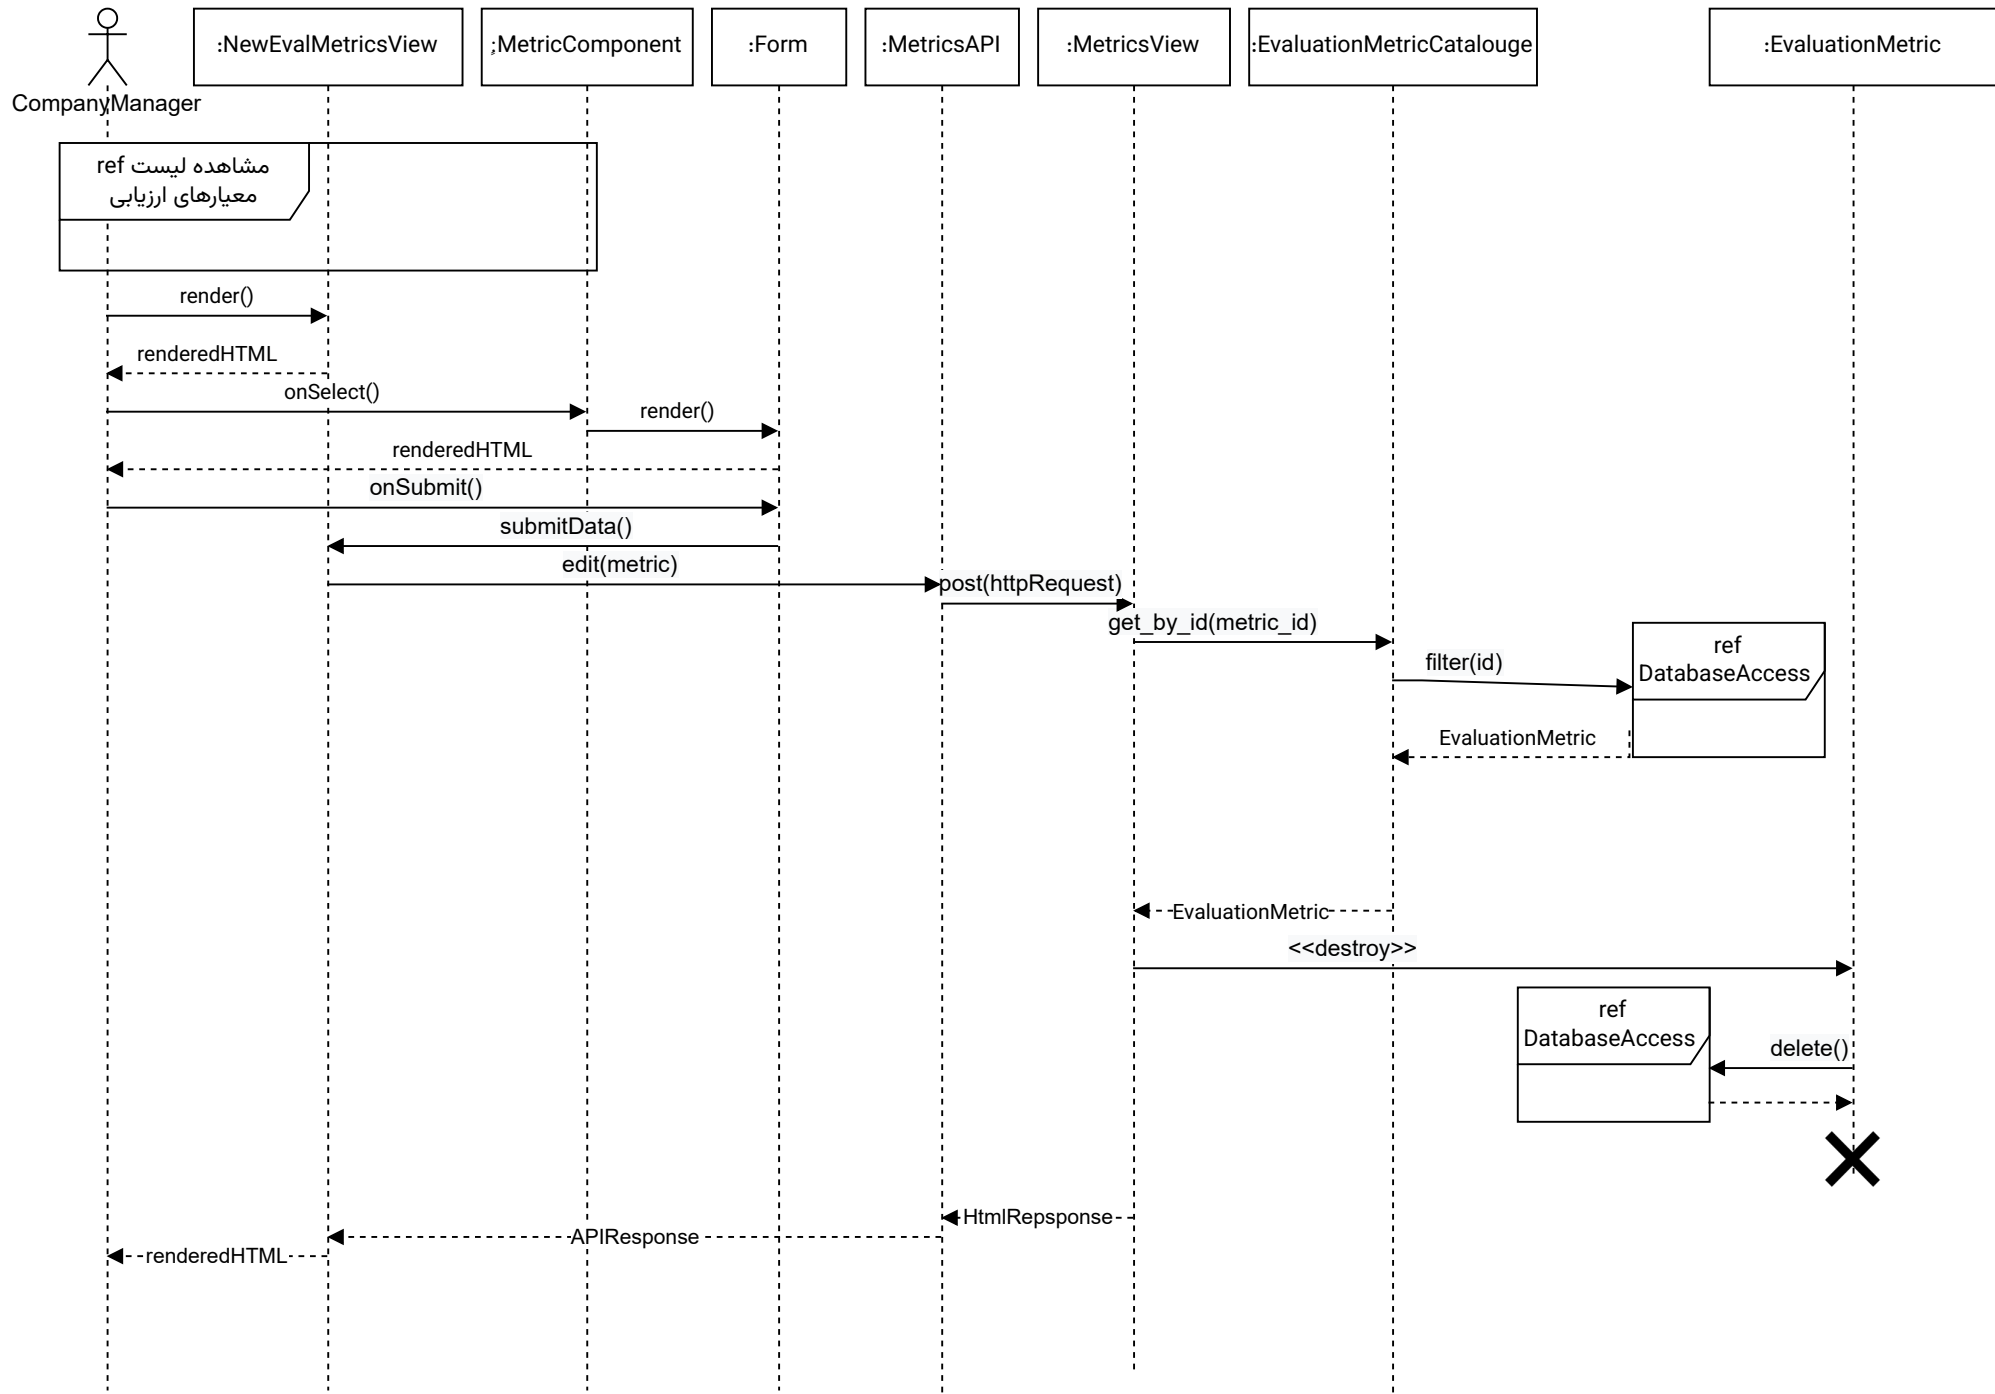 :NewEvalMetricsView
:MetricComponent
:Form
:MetricsAPI
:MetricsView
:EvaluationMetricCatalouge
:EvaluationMetric
CompanyManager
ref مشاهده لیست
معیارهای ارزیابی
render()
renderedHTML
onSelect()
render()
renderedHTML
onSubmit()
submitData()
edit(metric)
post(httpRequest)
get_by_id(metric_id)
filter(id)
ref
DatabaseAccess
EvaluationMetric
EvaluationMetric
<<destroy>>
ref
DatabaseAccess
delete()
HtmlRepsponse
APIResponse
renderedHTML